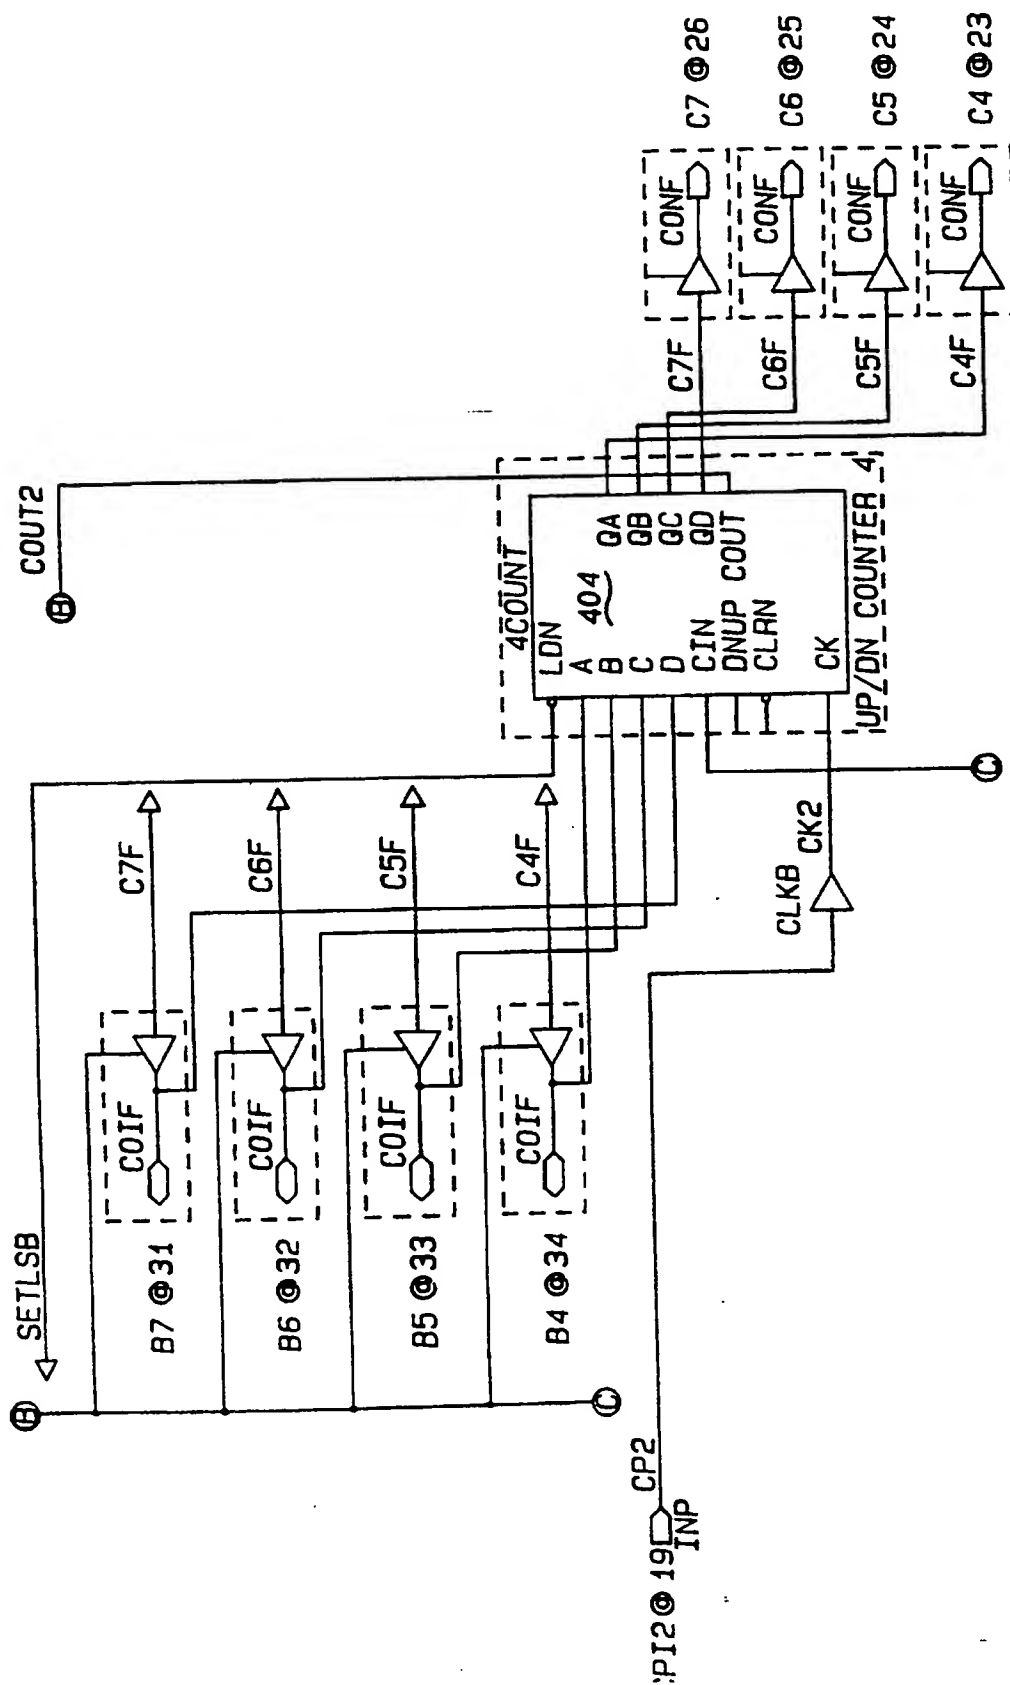 SETLSB
B
B7 @31
COIF
C7F
B6 @32
COIF
C6F
B5 @33
COIF
C5F
B4 @34
COIF
C4F
C
PI2 @ 19
INP
CP2
CLKB
CK2
B
COUT2
C
4COUNT
LDN
A
B
C
D
CIN
DNUP
CLRN
CK
404
QA
QB
QC
QD
COUT
UP/DN COUNTER 4
C7F
CONF
C7 @26
C6F
CONF
C6 @25
C5F
CONF
C5 @24
C4F
CONF
C4 @23